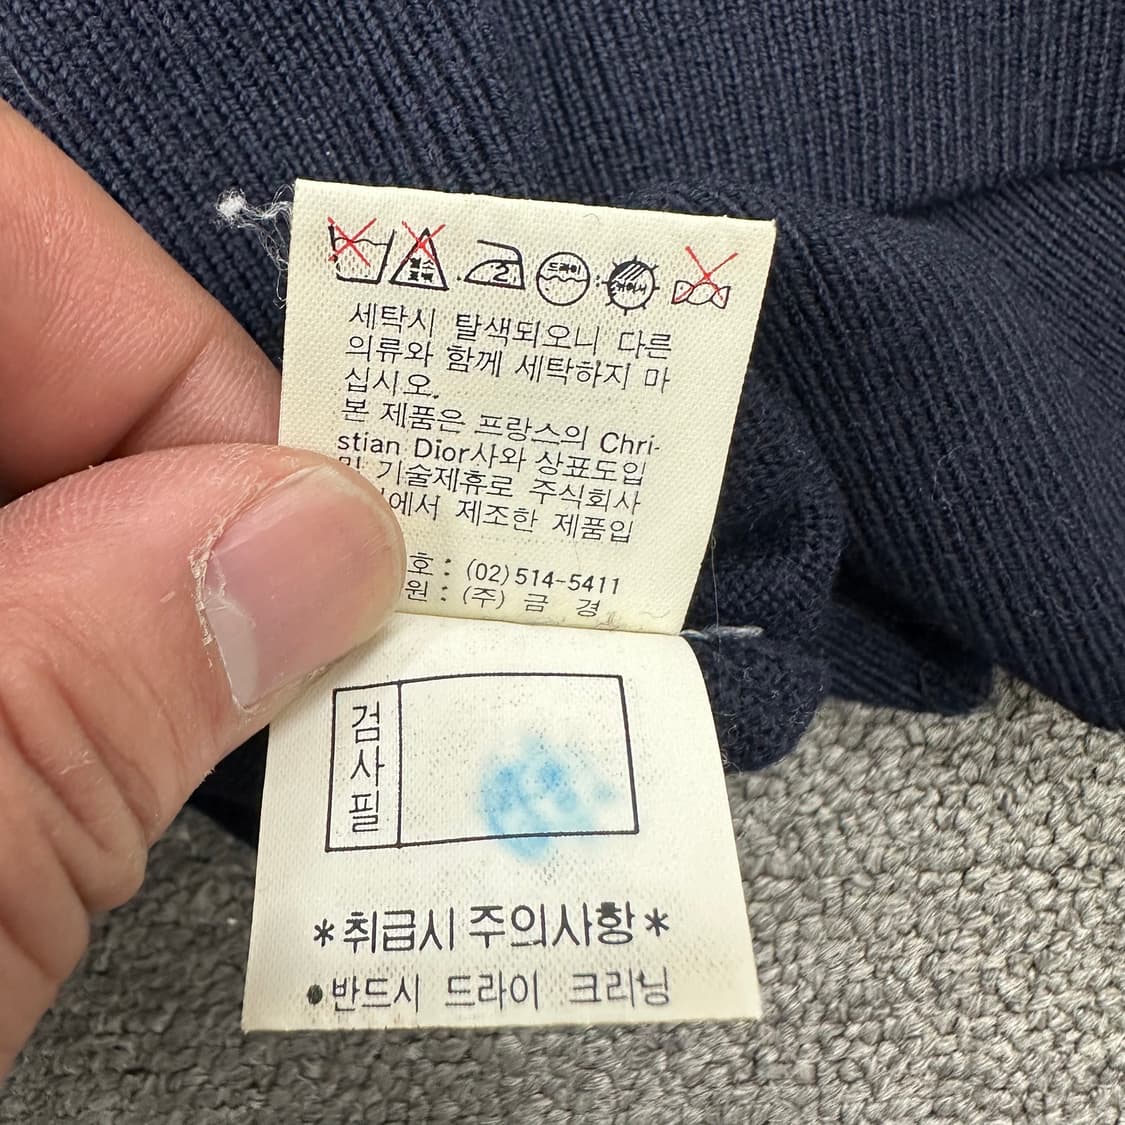 염소
표백
2
드라이
뉘어서
세탁시 탈색되오니 다른
의류와 함께 세탁하지 마
십시오.
본 제품은 프랑스의 Chri-
stian Dior사와 상표도입
및 기술제휴로 주식회사
에서 제조한 제품입
호 : (02)514-5411
원 : (주) 금 경
검사필
*취급시 주의사항*
●반드시 드라이 크리닝